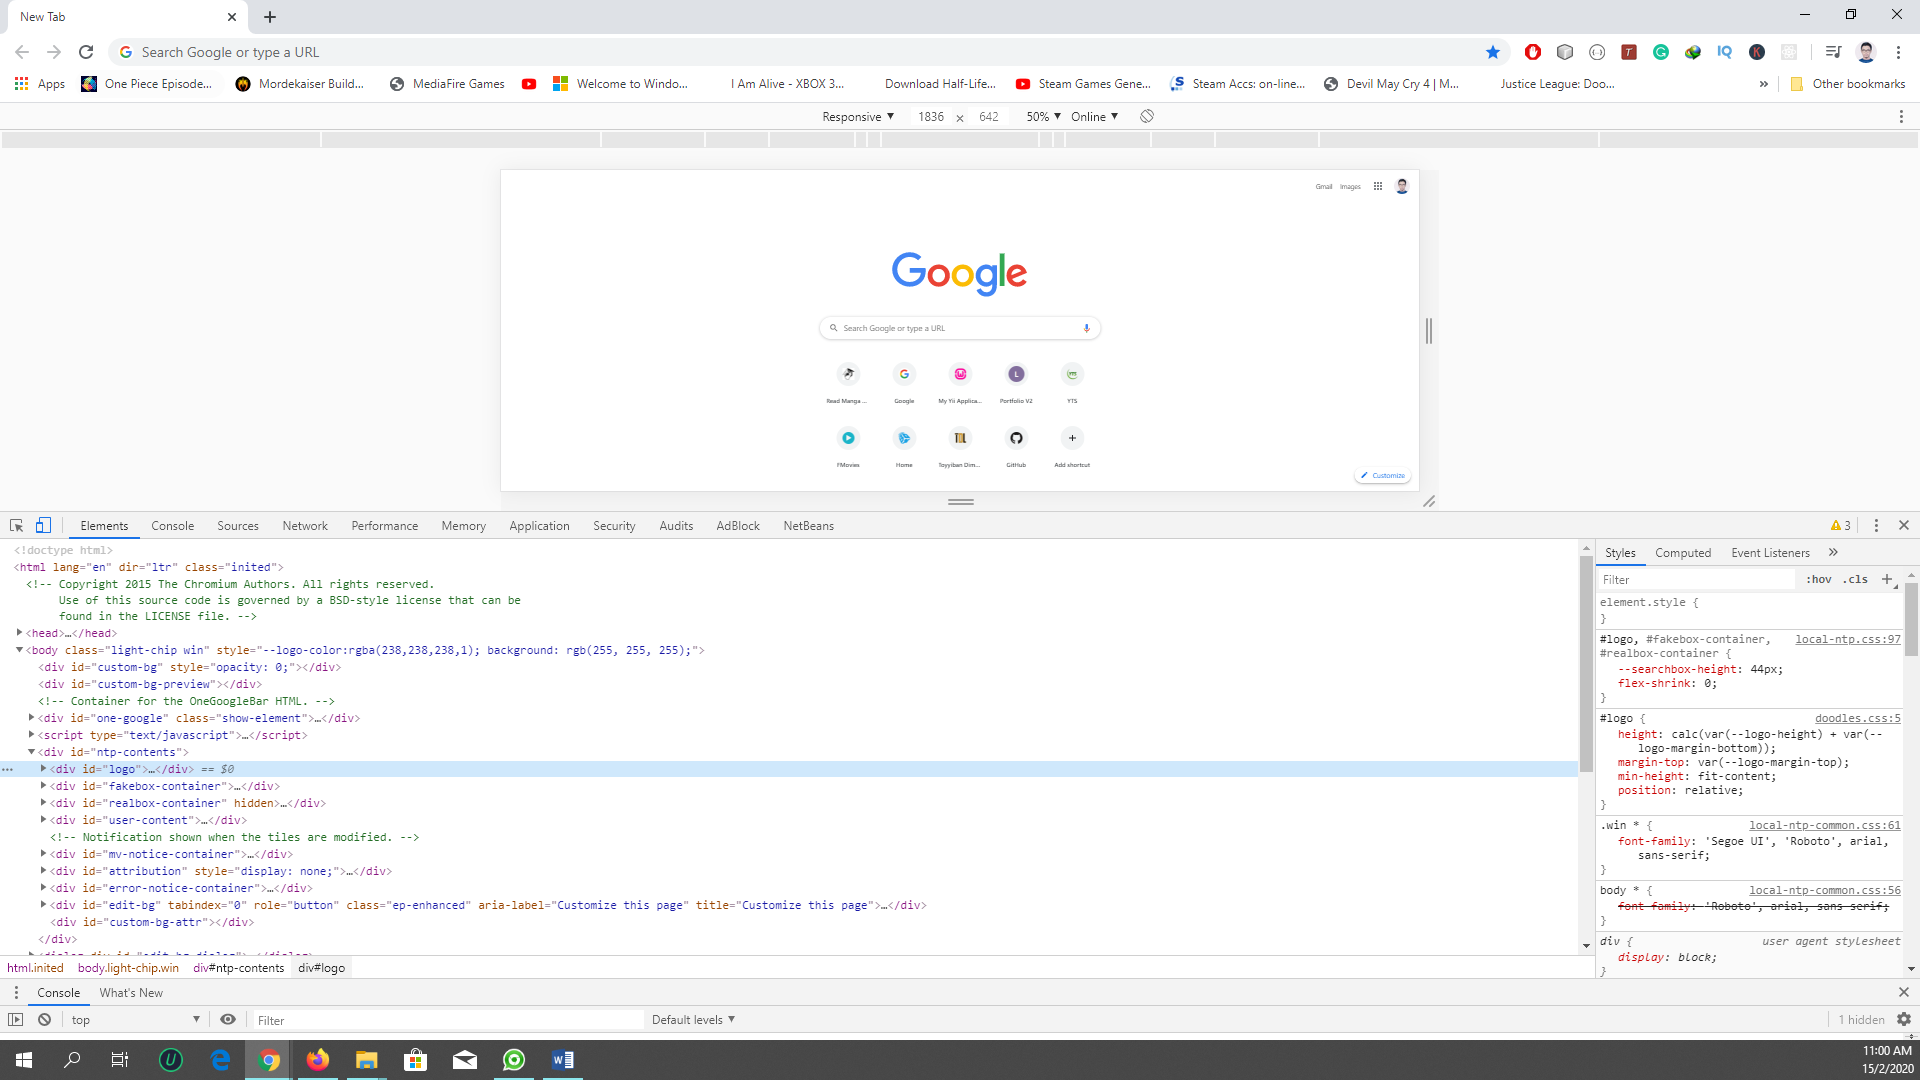 New Tab
Search Google or type a URL
Apps One Piece Episode... Mordekaiser Build... MediaFire Games Welcome to Windo... I Am Alive - XBOX 3... Download Half-Life... Steam Games Gene... Steam Accs: on-line... Devil May Cry 4 | M... Justice League: Doo... » Other bookmarks
Responsive ▼ 1836 × 642 50% ▼ Online ▼
Gmail Images
Google
Search Google or type a URL
Read Manga ... Google My Yii Applica... Portfolio V2 YTS
FMovies Home Toyyiban Dim... GitHub Add shortcut
Customize
Elements Console Sources Network Performance Memory Application Security Audits AdBlock NetBeans 3
<!doctype html>
<html lang="en" dir="ltr" class="inited">
<!-- Copyright 2015 The Chromium Authors. All rights reserved.
Use of this source code is governed by a BSD-style license that can be
found in the LICENSE file. -->
<head>…</head>
<body class="light-chip win" style="--logo-color:rgba(238,238,238,1); background: rgb(255, 255, 255);">
<div id="custom-bg" style="opacity: 0;"></div>
<div id="custom-bg-preview"></div>
<!-- Container for the OneGoogleBar HTML. -->
<div id="one-google" class="show-element">…</div>
<script type="text/javascript">…</script>
<div id="ntp-contents">
<div id="logo">…</div> == $0
<div id="fakebox-container">…</div>
<div id="realbox-container" hidden>…</div>
<div id="user-content">…</div>
<!-- Notification shown when the tiles are modified. -->
<div id="mv-notice-container">…</div>
<div id="attribution" style="display: none;">…</div>
<div id="error-notice-container">…</div>
<div id="edit-bg" tabindex="0" role="button" class="ep-enhanced" aria-label="Customize this page" title="Customize this page">…</div>
<div id="custom-bg-attr"></div>
</div>
html.inited body.light-chip.win div#ntp-contents div#logo
Styles Computed Event Listeners »
Filter :hov .cls +
element.style {
}
#logo, #fakebox-container, local-ntp.css:97
#realbox-container {
--searchbox-height: 44px;
flex-shrink: 0;
}
#logo { doodles.css:5
height: calc(var(--logo-height) + var(--
logo-margin-bottom));
margin-top: var(--logo-margin-top);
min-height: fit-content;
position: relative;
}
.win * { local-ntp-common.css:61
font-family: 'Segoe UI', 'Roboto', arial,
sans-serif;
}
body * { local-ntp-common.css:56
font-family: 'Roboto', arial, sans-serif;
}
div { user agent stylesheet
display: block;
}
Console What's New
top ▼ Filter Default levels ▼ 1 hidden
11:00 AM
15/2/2020